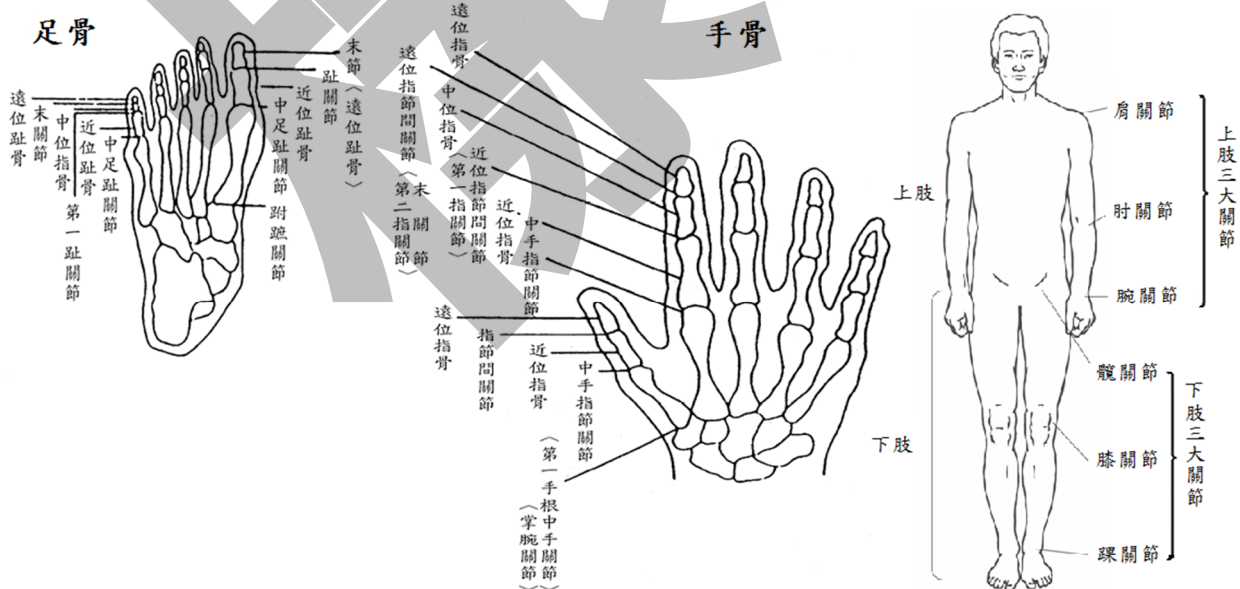 足骨
遠位趾骨
末關節
中位指骨
近位趾骨
中足趾關節
第一趾關節
末節〈遠位趾骨〉
趾關節
近位趾骨
中足趾關節
跗蹠關節
手骨
遠位指骨
遠位指節間關節〈末關節
第二指關節〉
中位指骨
近位指節間關節
〈第一指關節〉
近位指骨
中手指節關節
遠位指骨
指節間關節
近位指骨
中手指節關節
〈第一手根中手關節〉
〈掌腕關節〉
上肢
下肢
肩關節
肘關節
腕關節
上肢三大關節
髖關節
膝關節
踝關節
下肢三大關節